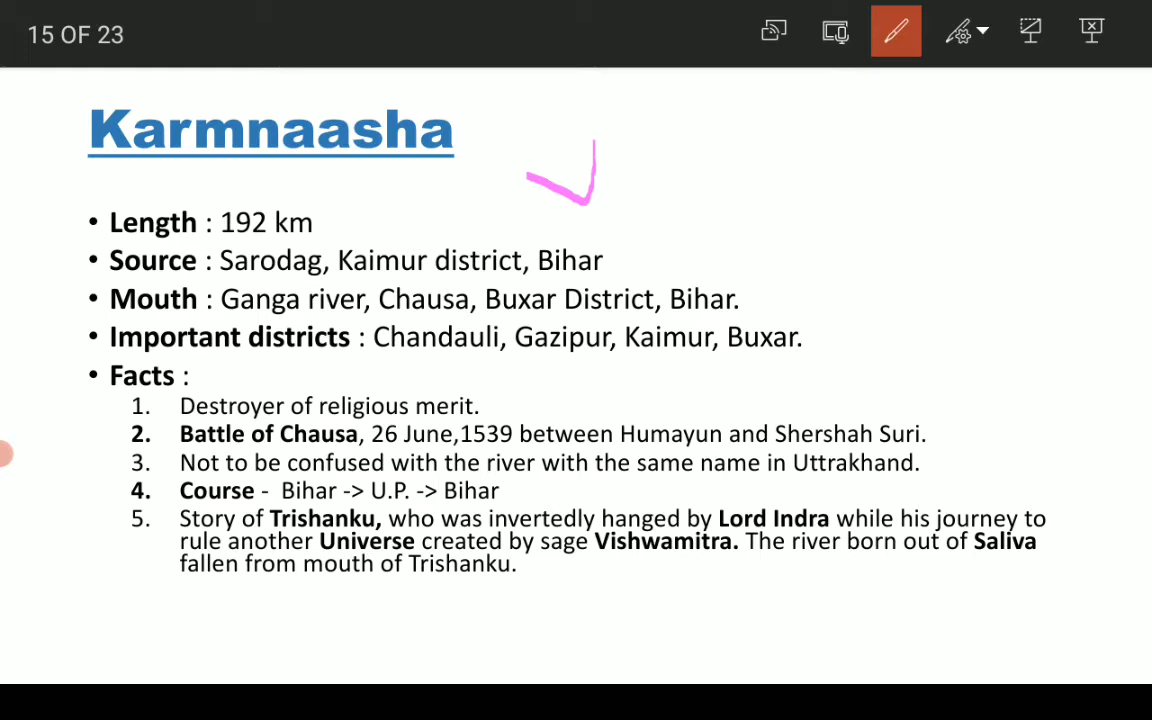 15 OF 23
Karmnaasha
• Length : 192 km
• Source : Sarodag, Kaimur district, Bihar
• Mouth : Ganga river, Chausa, Buxar District, Bihar.
• Important districts : Chandauli, Gazipur, Kaimur, Buxar.
• Facts :
1. Destroyer of religious merit.
2. Battle of Chausa, 26 June,1539 between Humayun and Shershah Suri.
3. Not to be confused with the river with the same name in Uttrakhand.
4. Course - Bihar -> U.P. -> Bihar
5. Story of Trishanku, who was invertedly hanged by Lord Indra while his journey to
rule another Universe created by sage Vishwamitra. The river born out of Saliva
fallen from mouth of Trishanku.